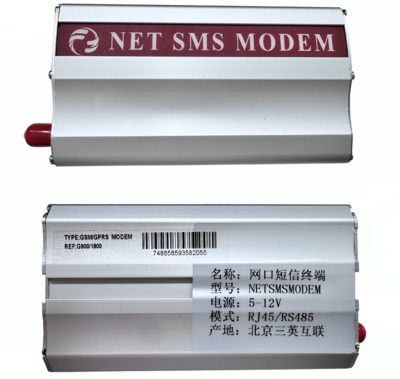 NET SMS MODEM
TYPE:GSM/GPRS MODEM
REF:G900/1800
748858593582055
名称：网口短信终端
型号：NETSMSMODEM
电源：5-12V
模式：RJ45/RS485
产地：北京三英互联